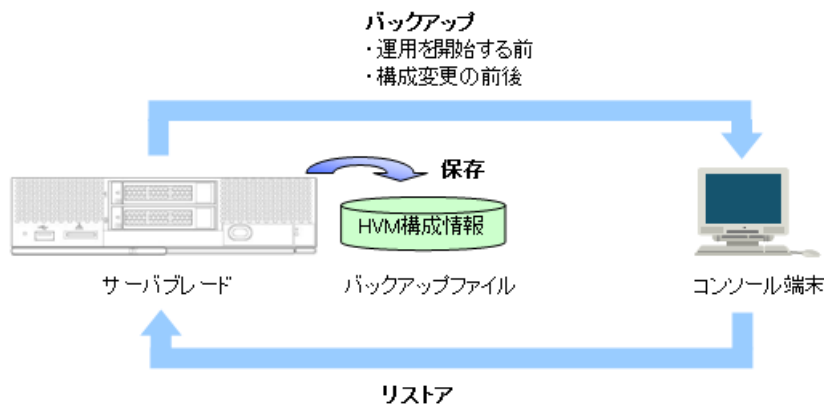 バックアップ
・運用を開始する前
・構成変更の前後
保存
HVM構成情報
サーバブレード
バックアップファイル
コンソール端末
リストア